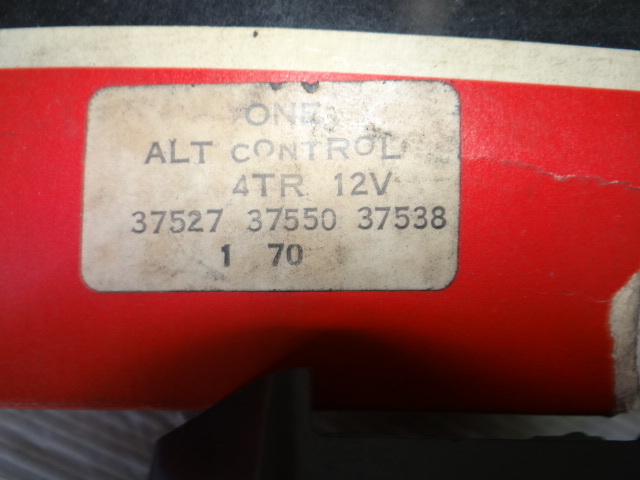 ONE
ALT CONTROL
4TR 12V
37527 37550 37538
1 70